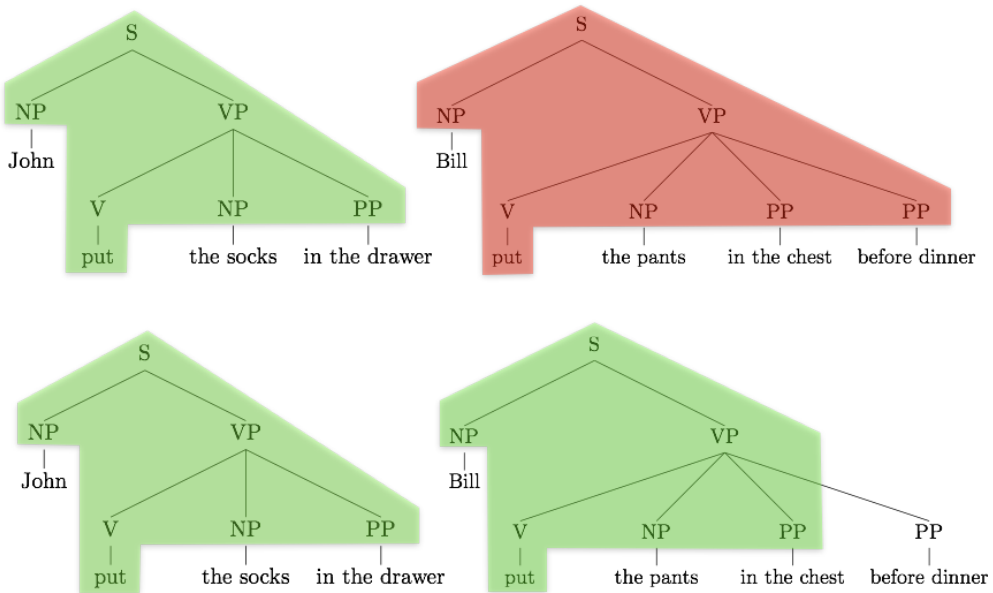 S S
NP VP NP VP
John Bill
V NP PP V NP PP PP
put the socks in the drawer put the pants in the chest before dinner
S S
NP VP NP VP
John Bill
V NP PP V NP PP PP
put the socks in the drawer put the pants in the chest before dinner